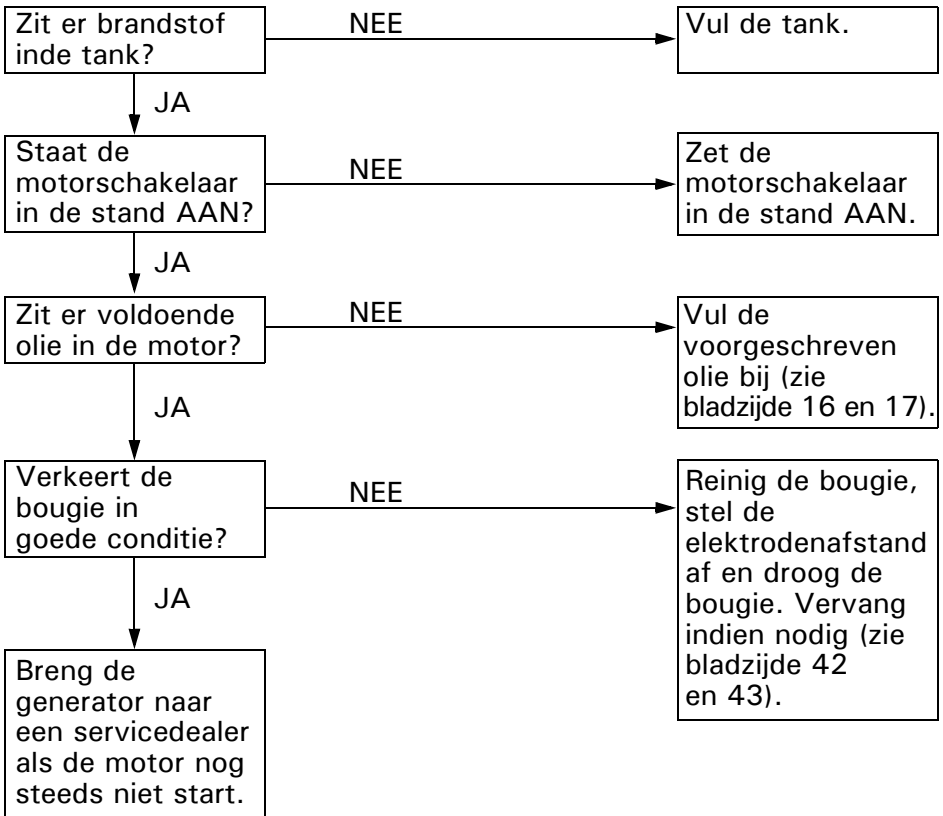 Zit er brandstof
inde tank?
NEE
Vul de tank.
JA
Staat de
motorschakelaar
in de stand AAN?
NEE
Zet de
motorschakelaar
in de stand AAN.
JA
Zit er voldoende
olie in de motor?
NEE
Vul de
voorgeschreven
olie bij (zie
bladzijde 16 en 17).
JA
Verkeert de
bougie in
goede conditie?
NEE
Reinig de bougie,
stel de
elektrodenafstand
af en droog de
bougie. Vervang
indien nodig (zie
bladzijde 42
en 43).
JA
Breng de
generator naar
een servicedealer
als de motor nog
steeds niet start.